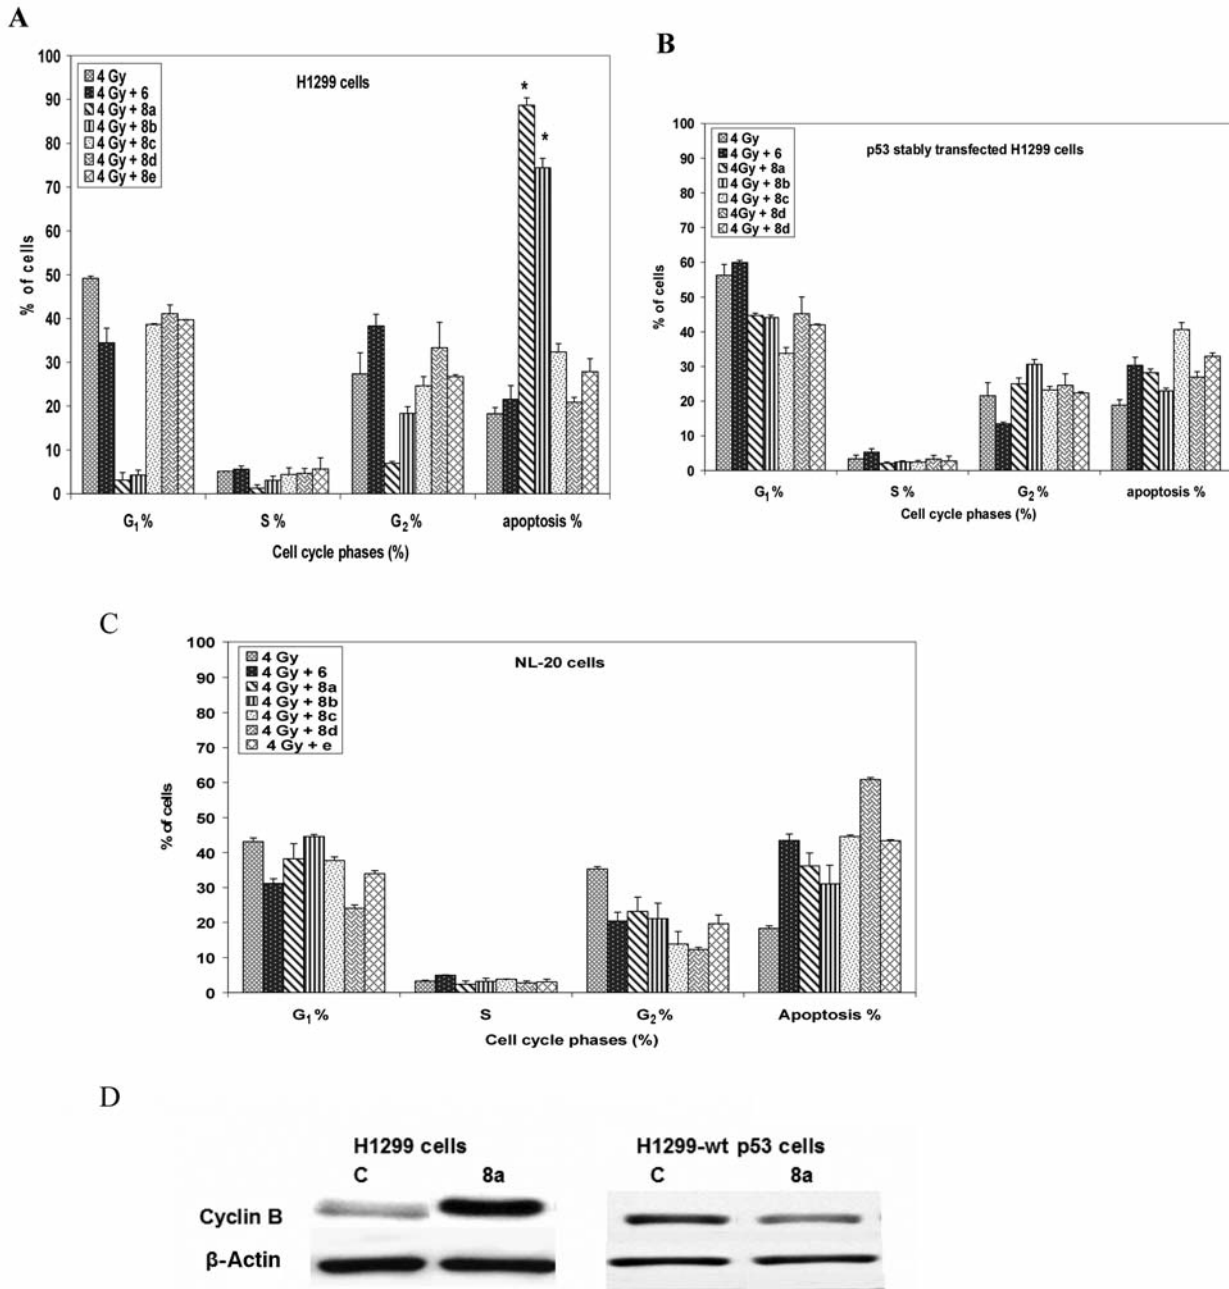 A
100
90
80
70
60
50
40
30
20
10
0
% of cells
4 Gy
4 Gy + 6
4 Gy + 8a
4 Gy + 8b
4 Gy + 8c
4 Gy + 8d
4 Gy + 8e
H1299 cells
*
*
G1 %
S %
G2 %
apoptosis %
Cell cycle phases (%)
B
100
90
80
70
60
50
40
30
20
10
0
% of cells
4 Gy
4 Gy + 6
4Gy + 8a
4 Gy + 8b
4 Gy + 8c
4Gy + 8d
4 Gy + 8d
p53 stably transfected H1299 cells
G1 %
S %
G2 %
apoptosis %
Cell cycle phases (%)
C
100
90
80
70
60
50
40
30
20
10
0
% of cells
4 Gy
4 Gy + 6
4 Gy + 8a
4 Gy + 8b
4 Gy + 8c
4 Gy + 8d
4 Gy + e
NL-20 cells
G1 %
S
G2 %
Apoptosis %
Cell cycle phases (%)
D
H1299 cells
H1299-wt p53 cells
C 8a C 8a
Cyclin B
β-Actin